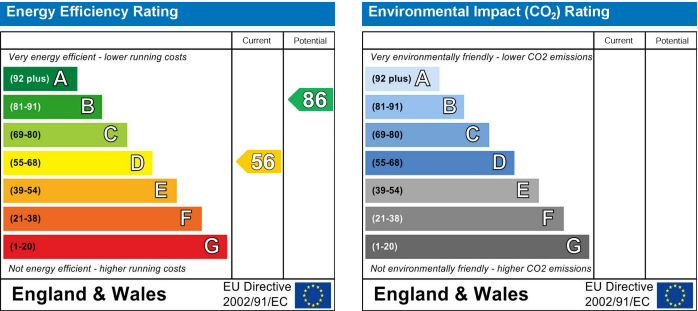 Energy Efficiency Rating
Current Potential
Very energy efficient - lower running costs
(92 plus) A
(81-91) B
86
(69-80) C
(55-68) D
56
(39-54) E
(21-38) F
(1-20) G
Not energy efficient - higher running costs
England & Wales
EU Directive
2002/91/EC
Environmental Impact (CO₂) Rating
Current Potential
Very environmentally friendly - lower CO2 emissions
(92 plus) A
(81-91) B
(69-80) C
(55-68) D
(39-54) E
(21-38) F
(1-20) G
Not environmentally friendly - higher CO2 emissions
England & Wales
EU Directive
2002/91/EC